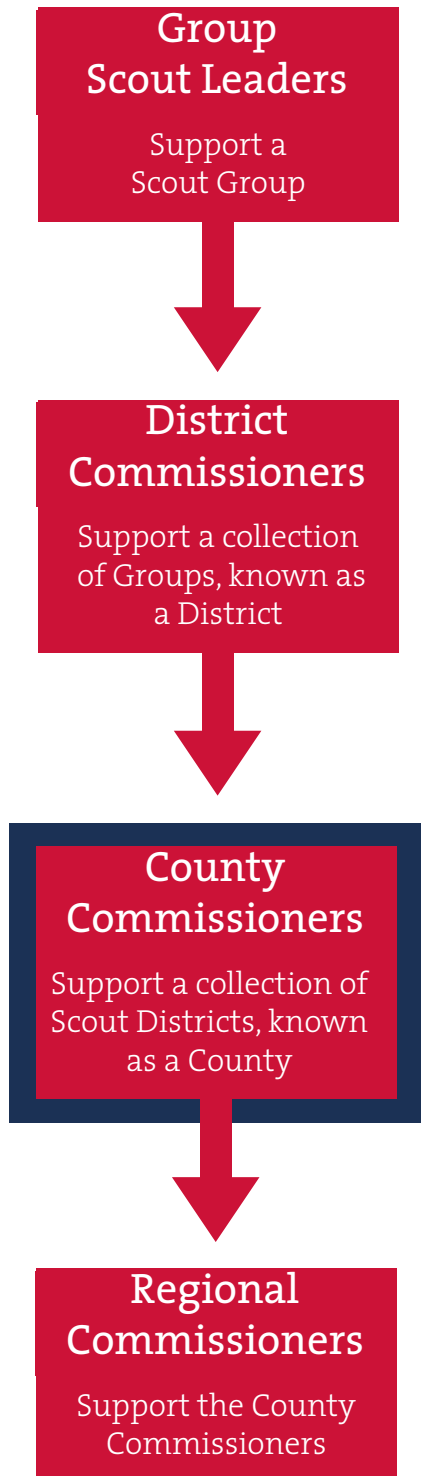 Group
Scout Leaders
Support a
Scout Group
District
Commissioners
Support a collection
of Groups, known as
a District
County
Commissioners
Support a collection of
Scout Districts, known
as a County
Regional
Commissioners
Support the County
Commissioners